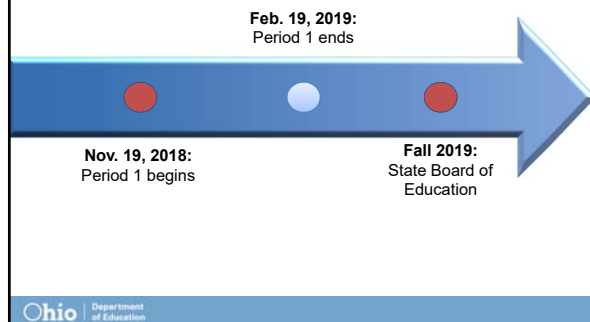 Feb. 19, 2019:
Period 1 ends
Nov. 19, 2018:
Period 1 begins
Fall 2019:
State Board of
Education
Ohio
Department
of Education